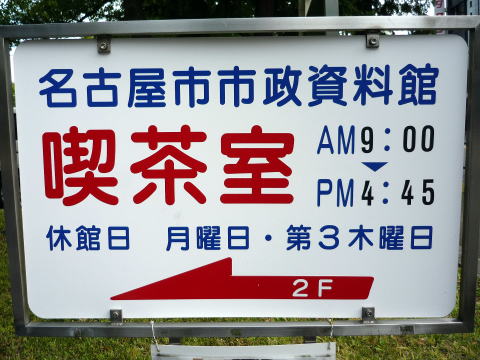 名古屋市市政資料館
喫茶室
AM9:00
PM4:45
休館日 月曜日・第3木曜日
2F